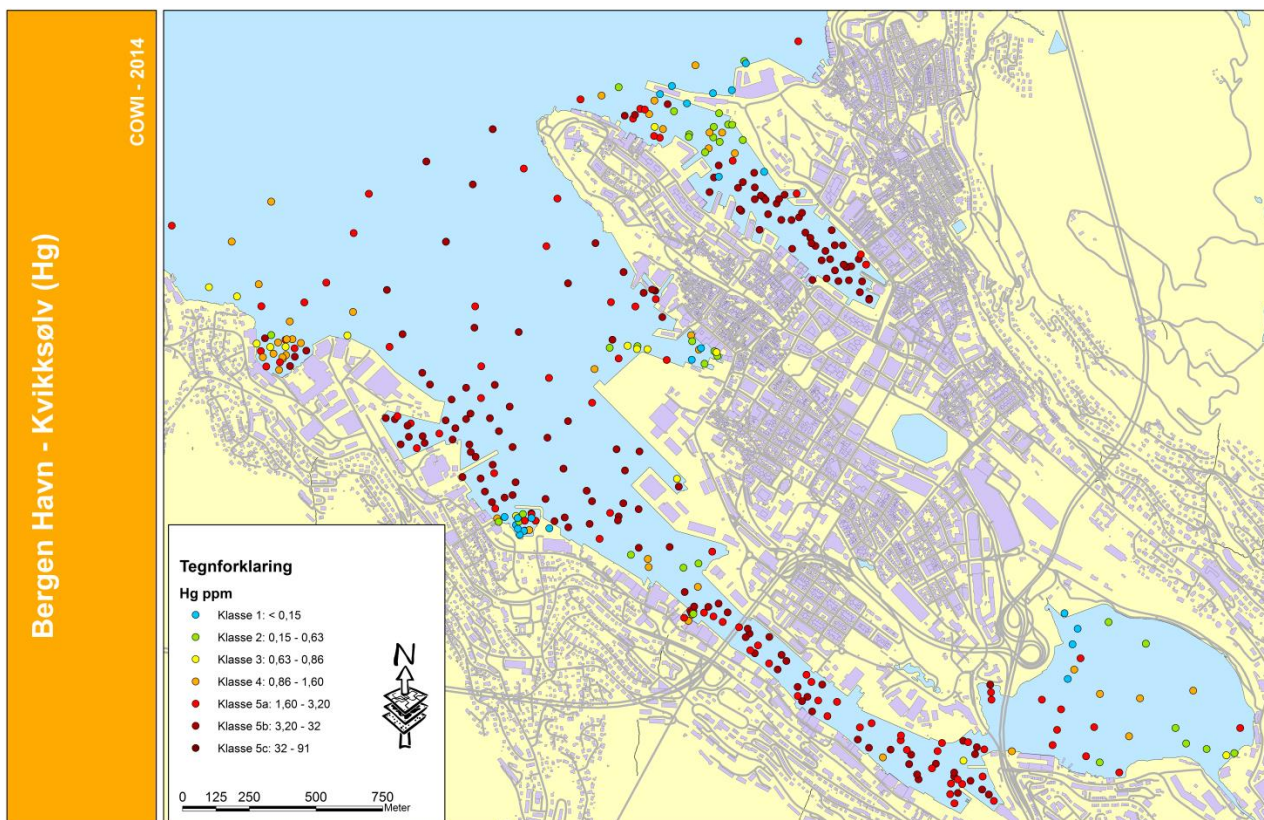 Bergen Havn - Kvikksølv (Hg)
COWI - 2014
Tegnforklaring
Hg ppm
Klasse 1: < 0,15
Klasse 2: 0,15 - 0,63
Klasse 3: 0,63 - 0,86
Klasse 4: 0,86 - 1,60
Klasse 5a: 1,60 - 3,20
Klasse 5b: 3,20 - 32
Klasse 5c: 32 - 91
N
0 125 250 500 750
Meter